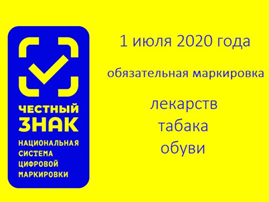 ЧЕСТНЫЙ
ЗНАК
НАЦИОНАЛЬНАЯ
СИСТЕМА
ЦИФРОВОЙ
МАРКИРОВКИ
1 июля 2020 года
обязательная маркировка
лекарств
табака
обуви